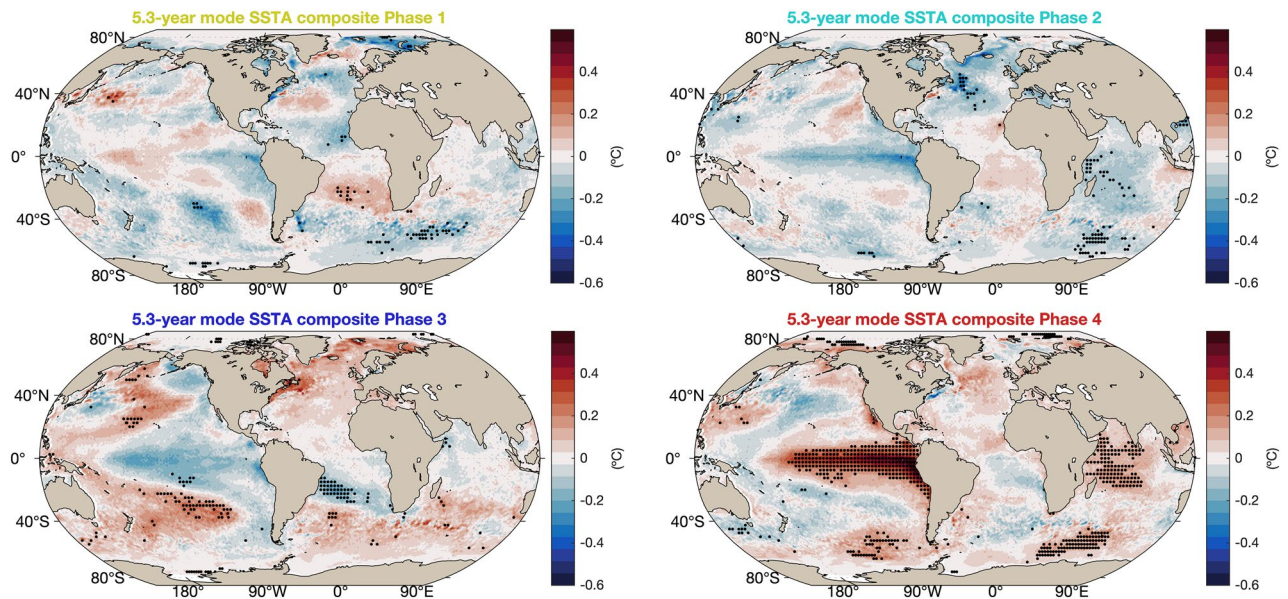 5.3-year mode SSTA composite Phase 1
80°N
40°N
0°
40°S
80°S
180°
90°W
0°
90°E
0.4
0.2
0
-0.2
-0.4
-0.6
(°C)
5.3-year mode SSTA composite Phase 2
80°N
40°N
0°
40°S
80°S
180°
90°W
0°
90°E
0.4
0.2
0
-0.2
-0.4
-0.6
(°C)
5.3-year mode SSTA composite Phase 3
80°N
40°N
0°
40°S
80°S
180°
90°W
0°
90°E
0.4
0.2
0
-0.2
-0.4
-0.6
(°C)
5.3-year mode SSTA composite Phase 4
80°N
40°N
0°
40°S
80°S
180°
90°W
0°
90°E
0.4
0.2
0
-0.2
-0.4
-0.6
(°C)